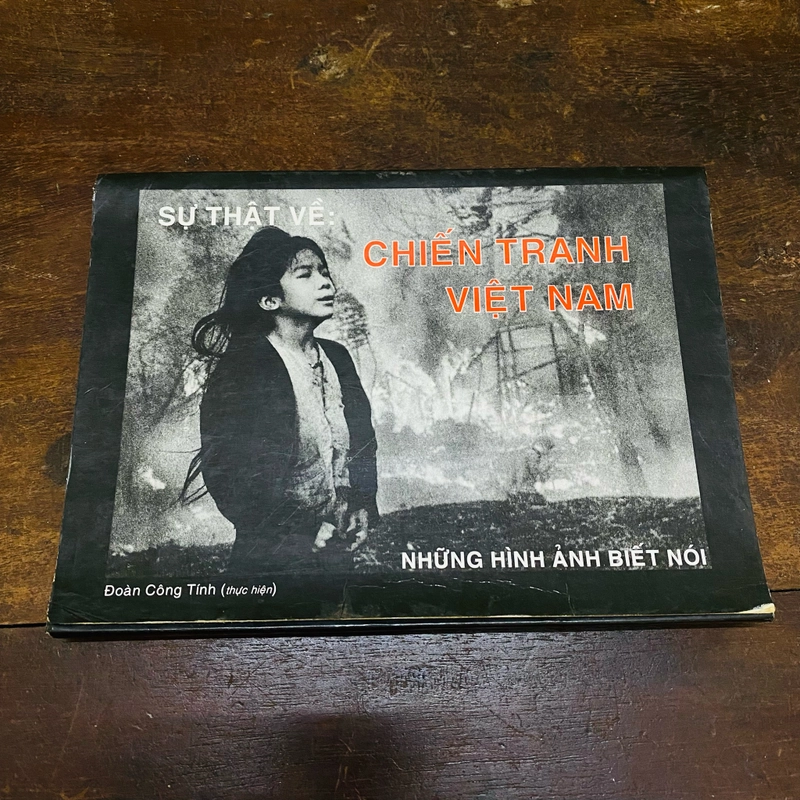 SỰ THẬT VỀ:
CHIẾN TRANH
VIỆT NAM
NHỮNG HÌNH ẢNH BIẾT NÓI
Đoàn Công Tính (thực hiện)